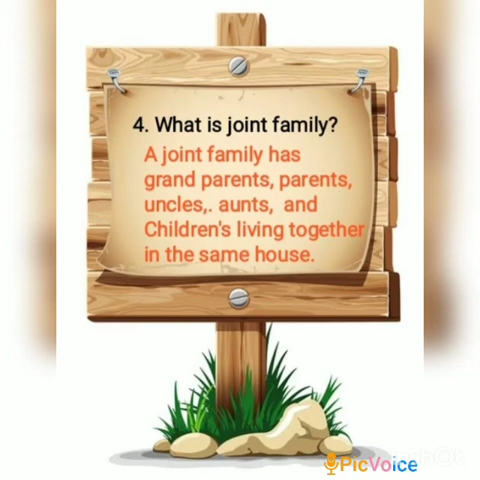 4. What is joint family?
A joint family has
grand parents, parents,
uncles,. aunts, and
Children's living together
in the same house.
PicVoice